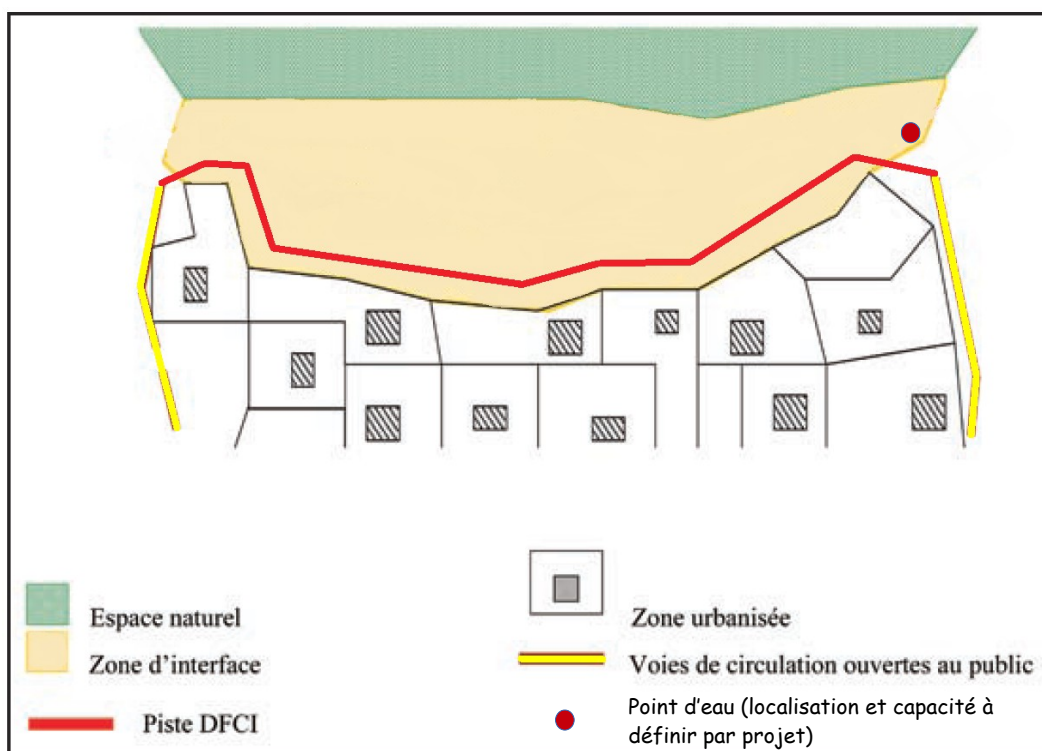 Espace naturel
Zone d'interface
Piste DFCI
Zone urbanisée
Voies de circulation ouvertes au public
Point d'eau (localisation et capacité à
définir par projet)